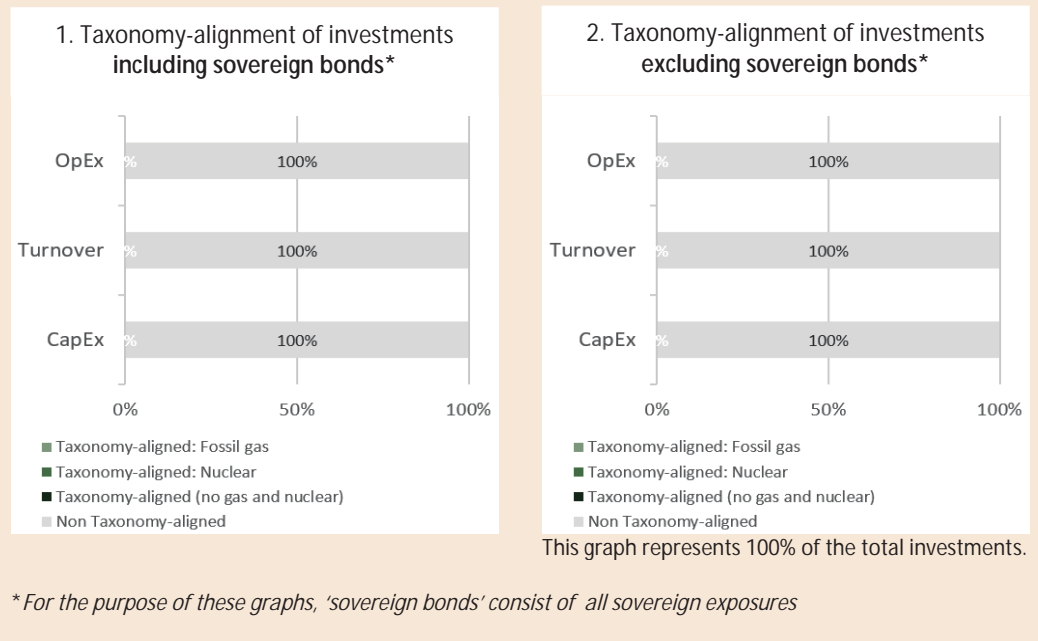 1. Taxonomy-alignment of investments
including sovereign bonds*
OpEx
%
100%
Turnover
%
100%
CapEx
%
100%
0%
50%
100%
Taxonomy-aligned: Fossil gas
Taxonomy-aligned: Nuclear
Taxonomy-aligned (no gas and nuclear)
Non Taxonomy-aligned
2. Taxonomy-alignment of investments
excluding sovereign bonds*
OpEx
%
100%
Turnover
%
100%
CapEx
%
100%
0%
50%
100%
Taxonomy-aligned: Fossil gas
Taxonomy-aligned: Nuclear
Taxonomy-aligned (no gas and nuclear)
Non Taxonomy-aligned
This graph represents 100% of the total investments.
*For the purpose of these graphs, ‘sovereign bonds’ consist of all sovereign exposures